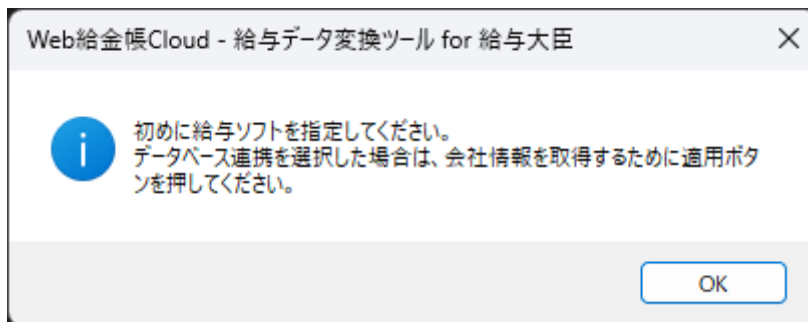 Web給金帳Cloud - 給与データ変換ツール for 給与大臣
初めに給与ソフトを指定してください。
データベース連携を選択した場合は、会社情報を取得するために適用ボタ
ンを押してください。
OK